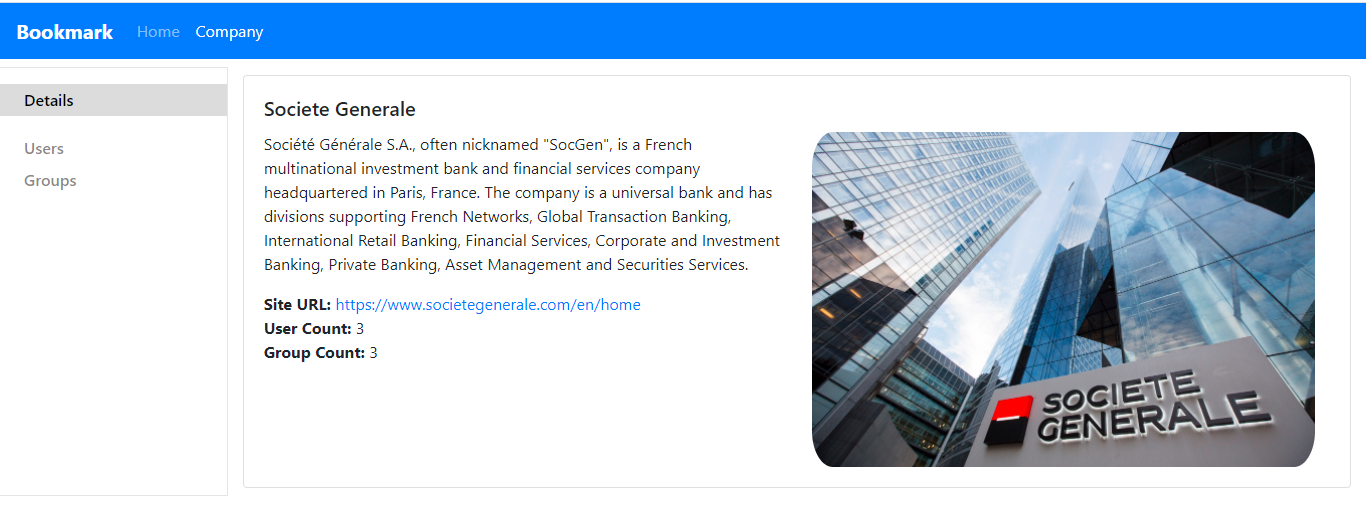 Bookmark Home Company
Details
Users
Groups
Societe Generale
Société Générale S.A., often nicknamed "SocGen", is a French
multinational investment bank and financial services company
headquartered in Paris, France. The company is a universal bank and has
divisions supporting French Networks, Global Transaction Banking,
International Retail Banking, Financial Services, Corporate and Investment
Banking, Private Banking, Asset Management and Securities Services.
Site URL: https://www.societegenerale.com/en/home
User Count: 3
Group Count: 3
SOCIETE
GENERALE